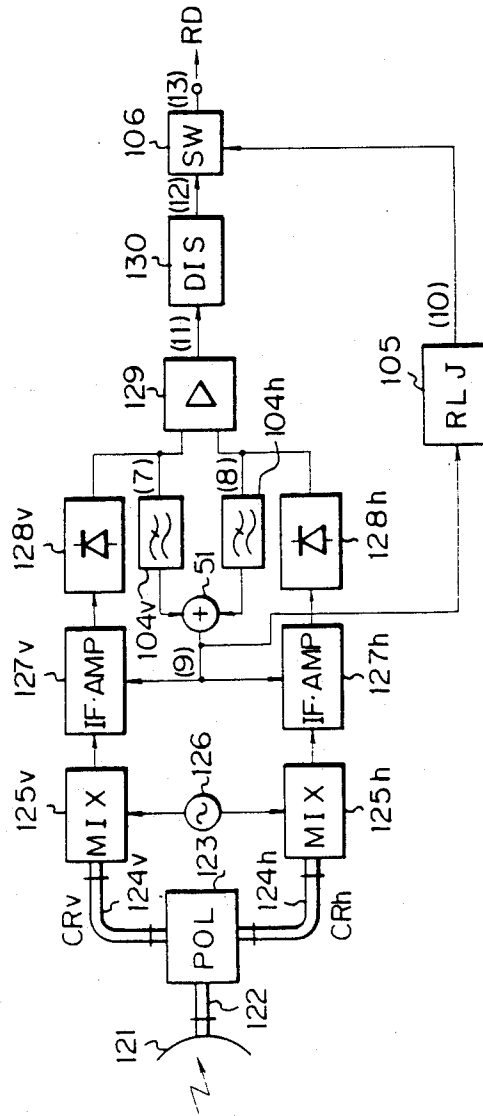 121
122
POL
123
CRv
124v
CRh
124h
MIX
125v
126
MIX
125h
IF·AMP
127v
(9)
IF·AMP
127h
104v
51
128v
(7)
(8)
104h
128h
129
(11)
DIS
130
(12)
SW
106
(13)
RD
RLJ
105
(10)